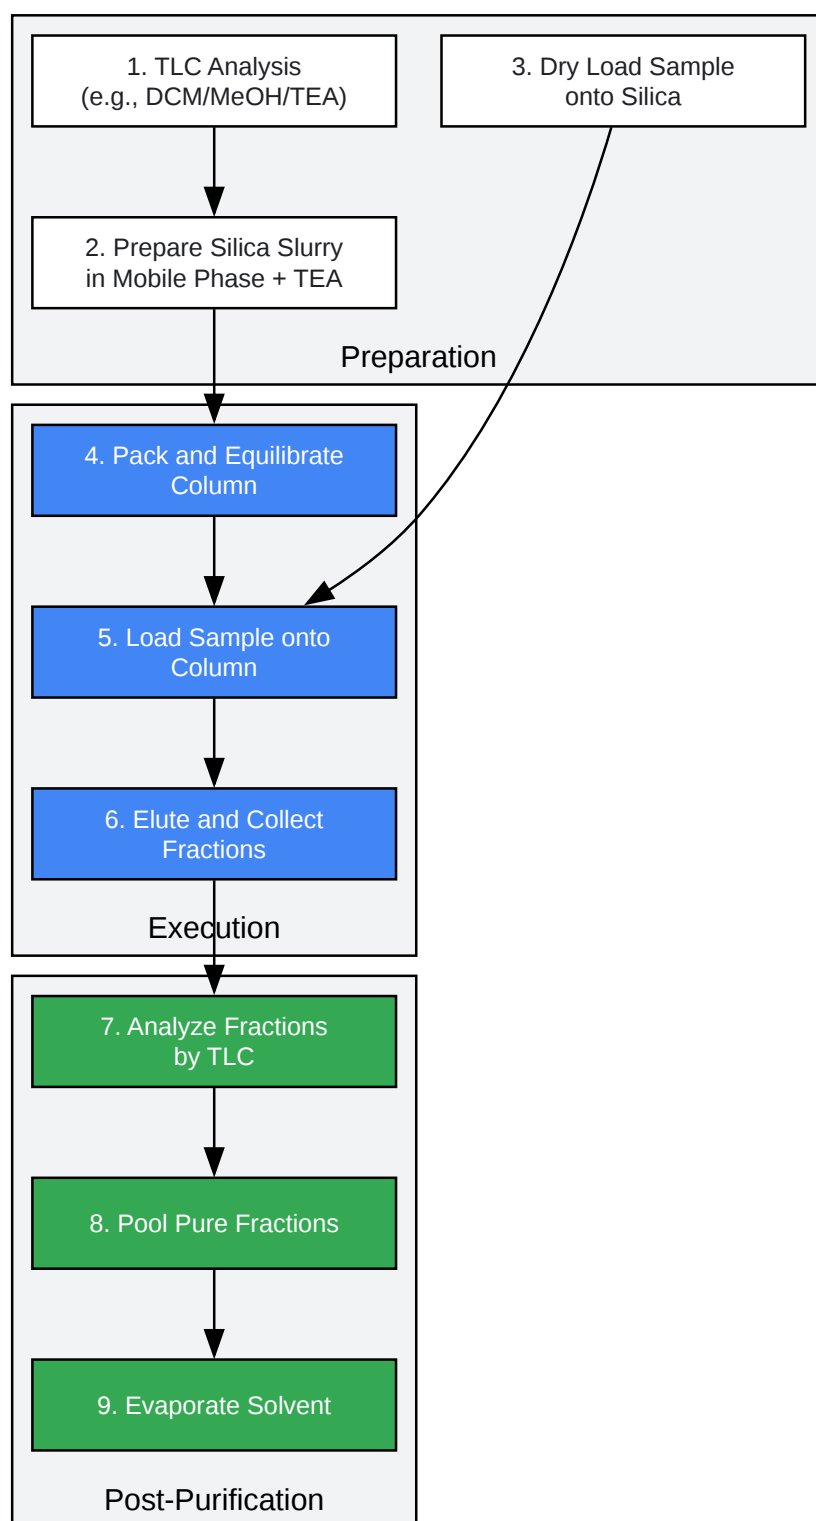 1. TLC Analysis
(e.g., DCM/MeOH/TEA)
3. Dry Load Sample
onto Silica
2. Prepare Silica Slurry
in Mobile Phase + TEA
Preparation
4. Pack and Equilibrate
Column
5. Load Sample onto
Column
6. Elute and Collect
Fractions
Execution
7. Analyze Fractions
by TLC
8. Pool Pure Fractions
9. Evaporate Solvent
Post-Purification